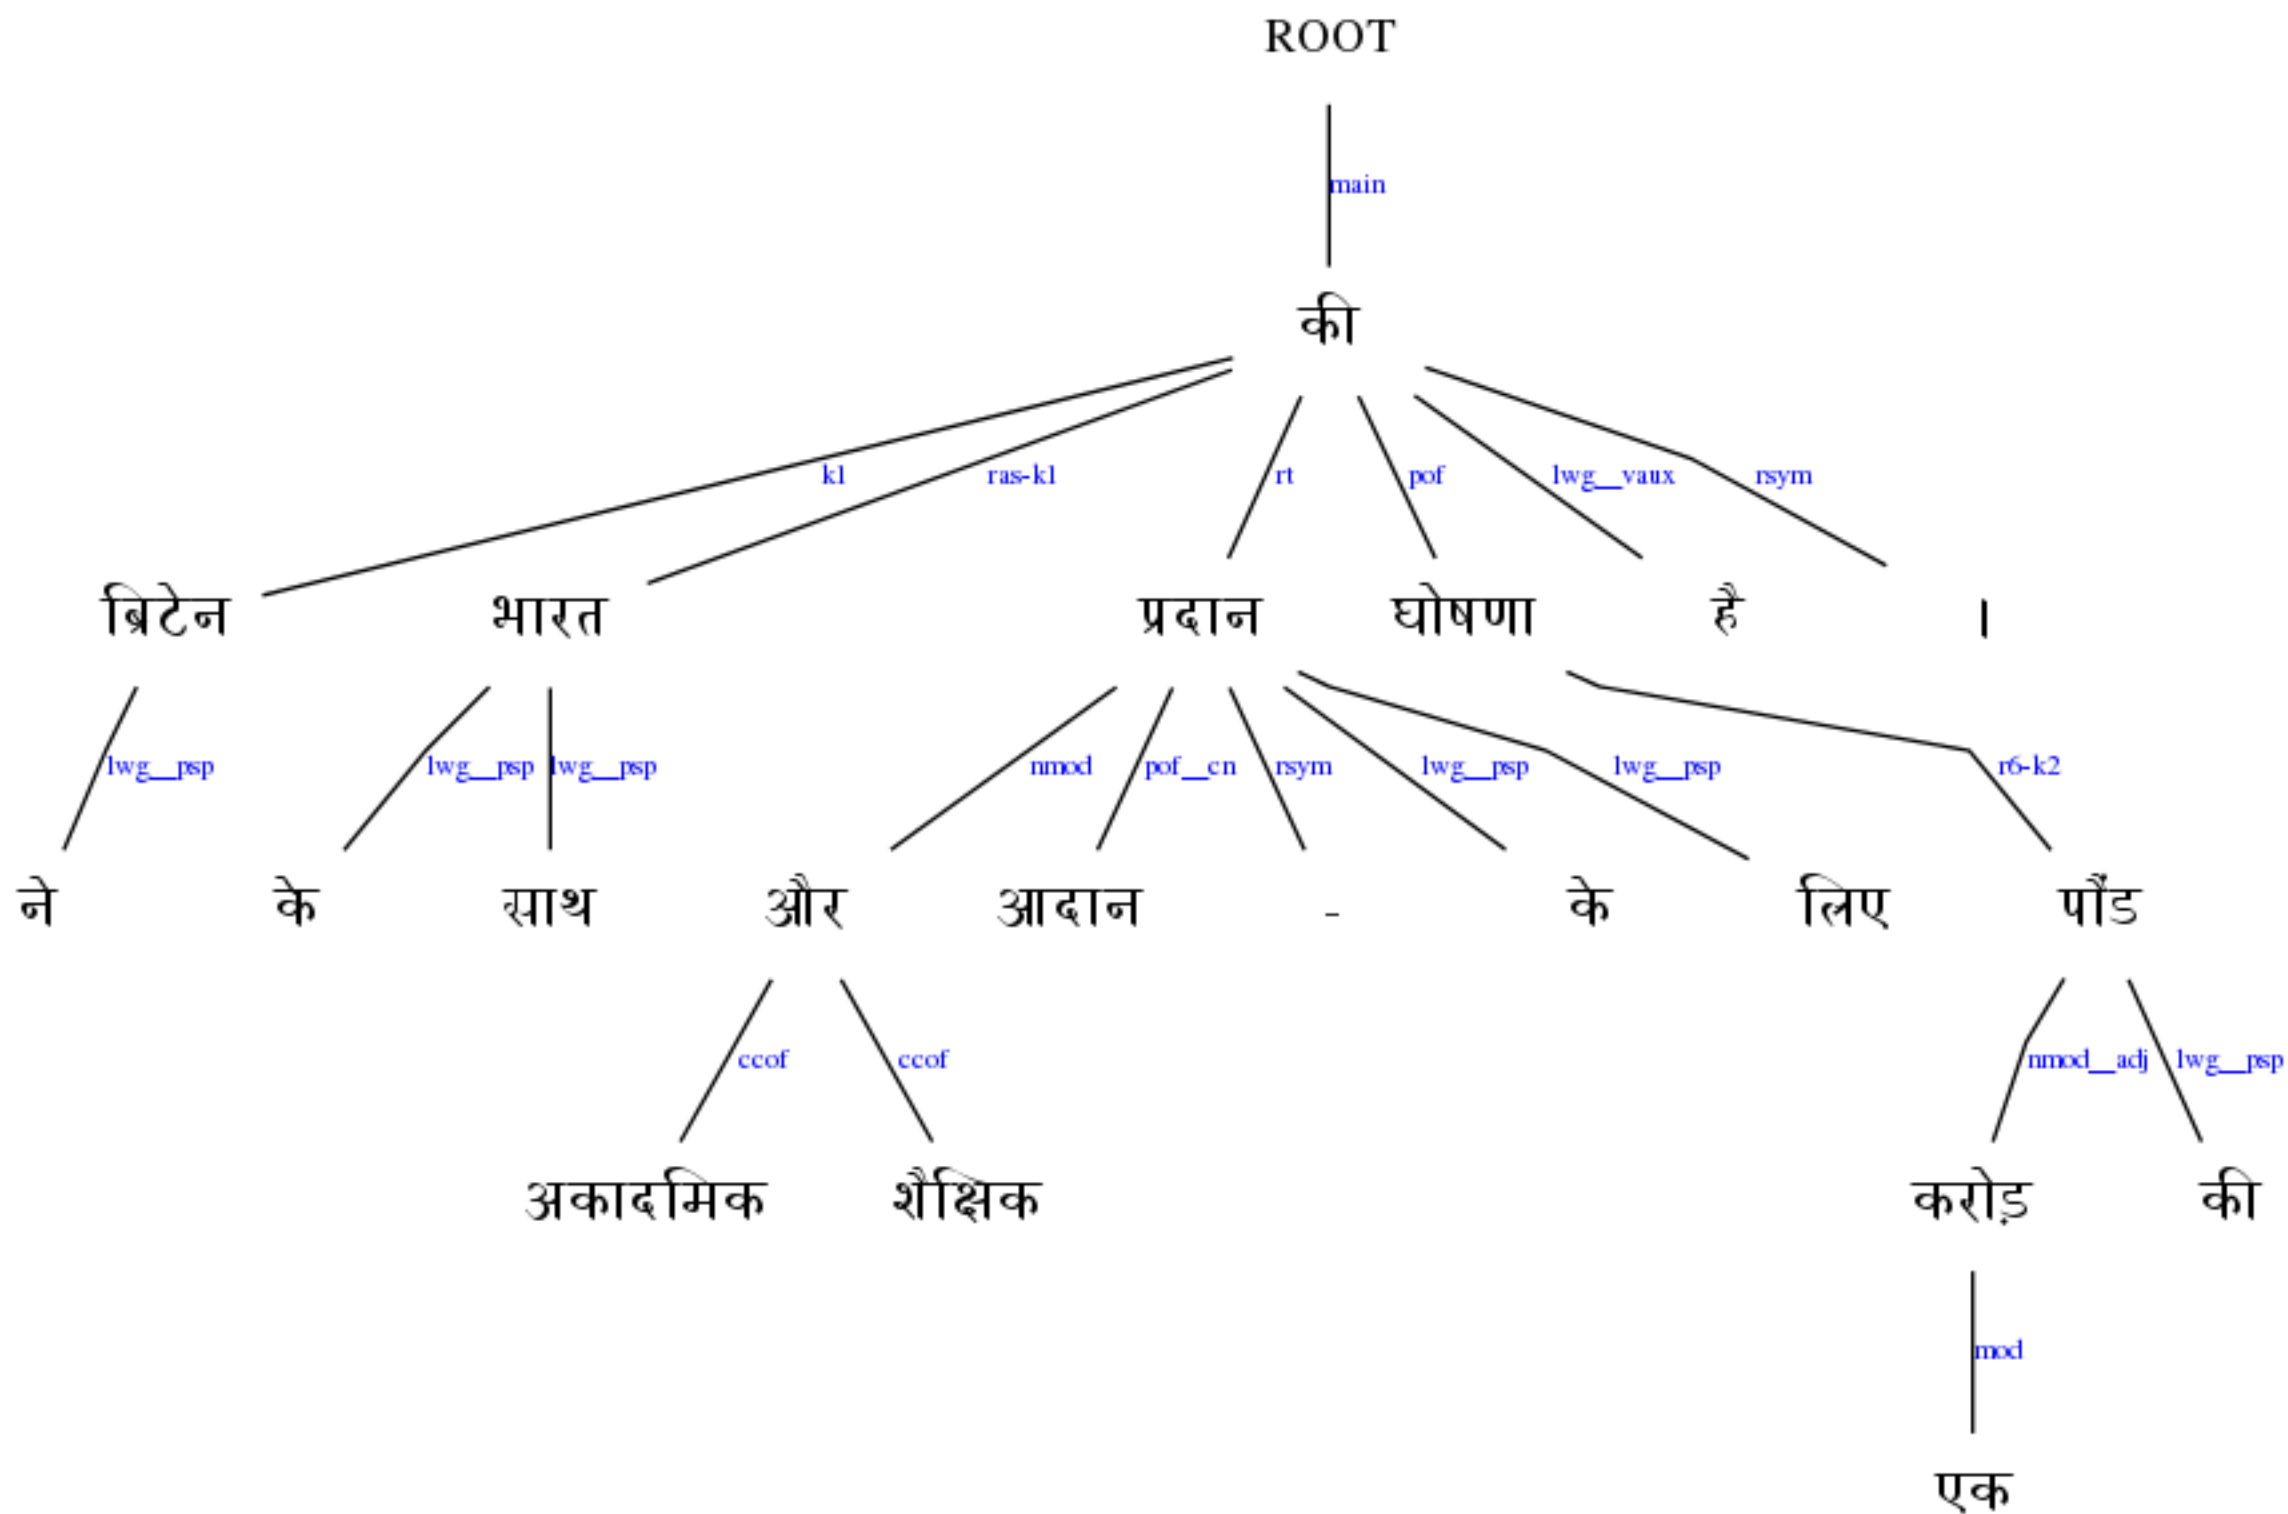 ROOT
main
की
k1 ras-k1 rt pof lwg__vaux rsym
ब्रिटेन भारत प्रदान घोषणा है ।
lwg__psp lwg__psp lwg__psp nmod pof__cn rsym lwg__psp lwg__psp r6-k2
ने के साथ और आदान - के लिए पौंड
ccof ccof nmod__adj lwg__psp
अकादमिक शैक्षिक करोड़ की
mod
एक